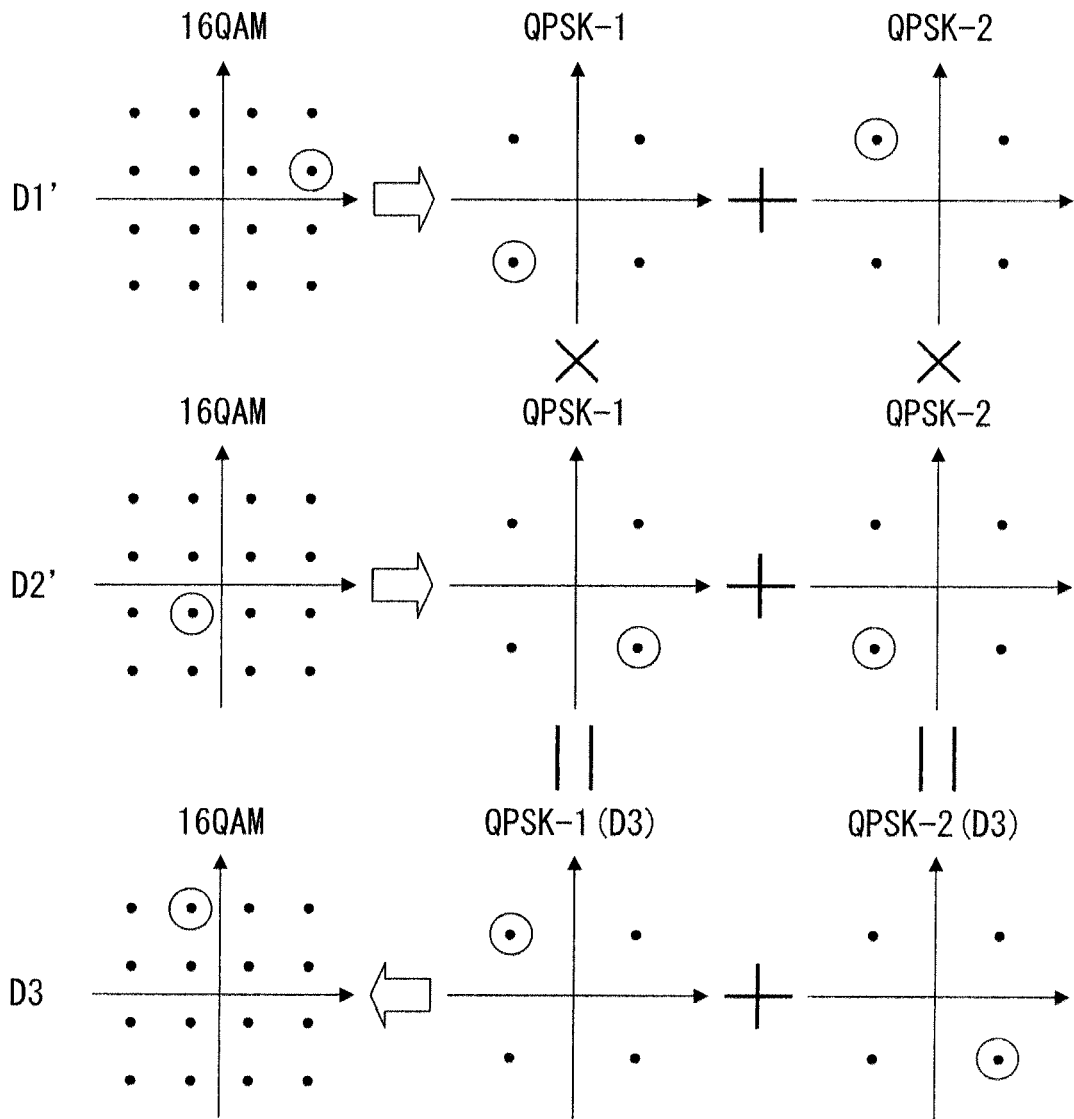 16QAM QPSK-1 QPSK-2
D1'
16QAM QPSK-1 QPSK-2
D2'
16QAM QPSK-1(D3) QPSK-2(D3)
D3